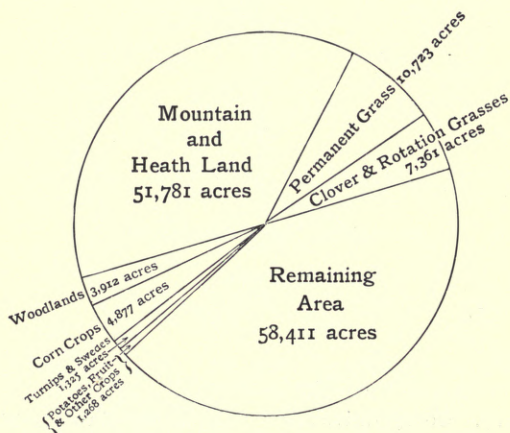 Mountain
and
Heath Land
51,781 acres
Permanent Grass 10,723 acres
Clover & Rotation Grasses
7,361 acres
Remaining
Area
58,411 acres
Woodlands 3,912 acres
Corn Crops 4,877 acres
Turnips & Swedes
1,325 acres
Potatoes, Fruit
& Other Crops
1,268 acres